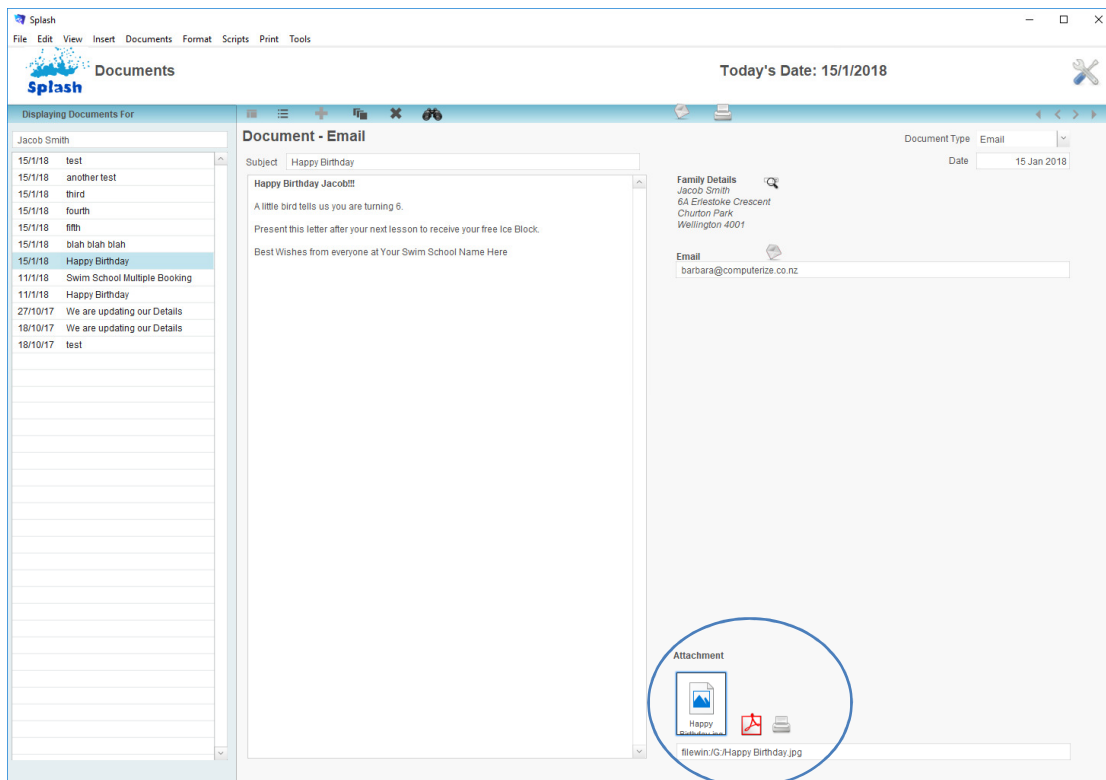 Splash
File Edit View Insert Documents Format Scripts Print Tools
Splash
Documents
Today's Date: 15/1/2018
Displaying Documents For
Jacob Smith
15/1/18 test
15/1/18 another test
15/1/18 third
15/1/18 fourth
15/1/18 fifth
15/1/18 blah blah blah
15/1/18 Happy Birthday
11/1/18 Swim School Multiple Booking
11/1/18 Happy Birthday
27/10/17 We are updating our Details
18/10/17 We are updating our Details
18/10/17 test
Document - Email
Subject Happy Birthday
Happy Birthday Jacob!!!
A little bird tells us you are turning 6.
Present this letter after your next lesson to receive your free Ice Block.
Best Wishes from everyone at Your Swim School Name Here
Document Type Email
Date 15 Jan 2018
Family Details
Jacob Smith
6A Erlestoke Crescent
Churton Park
Wellington 4001
Email
barbara@computerize.co.nz
Attachment
Happy
Birthday.jpg
filewin:/G:/Happy Birthday.jpg